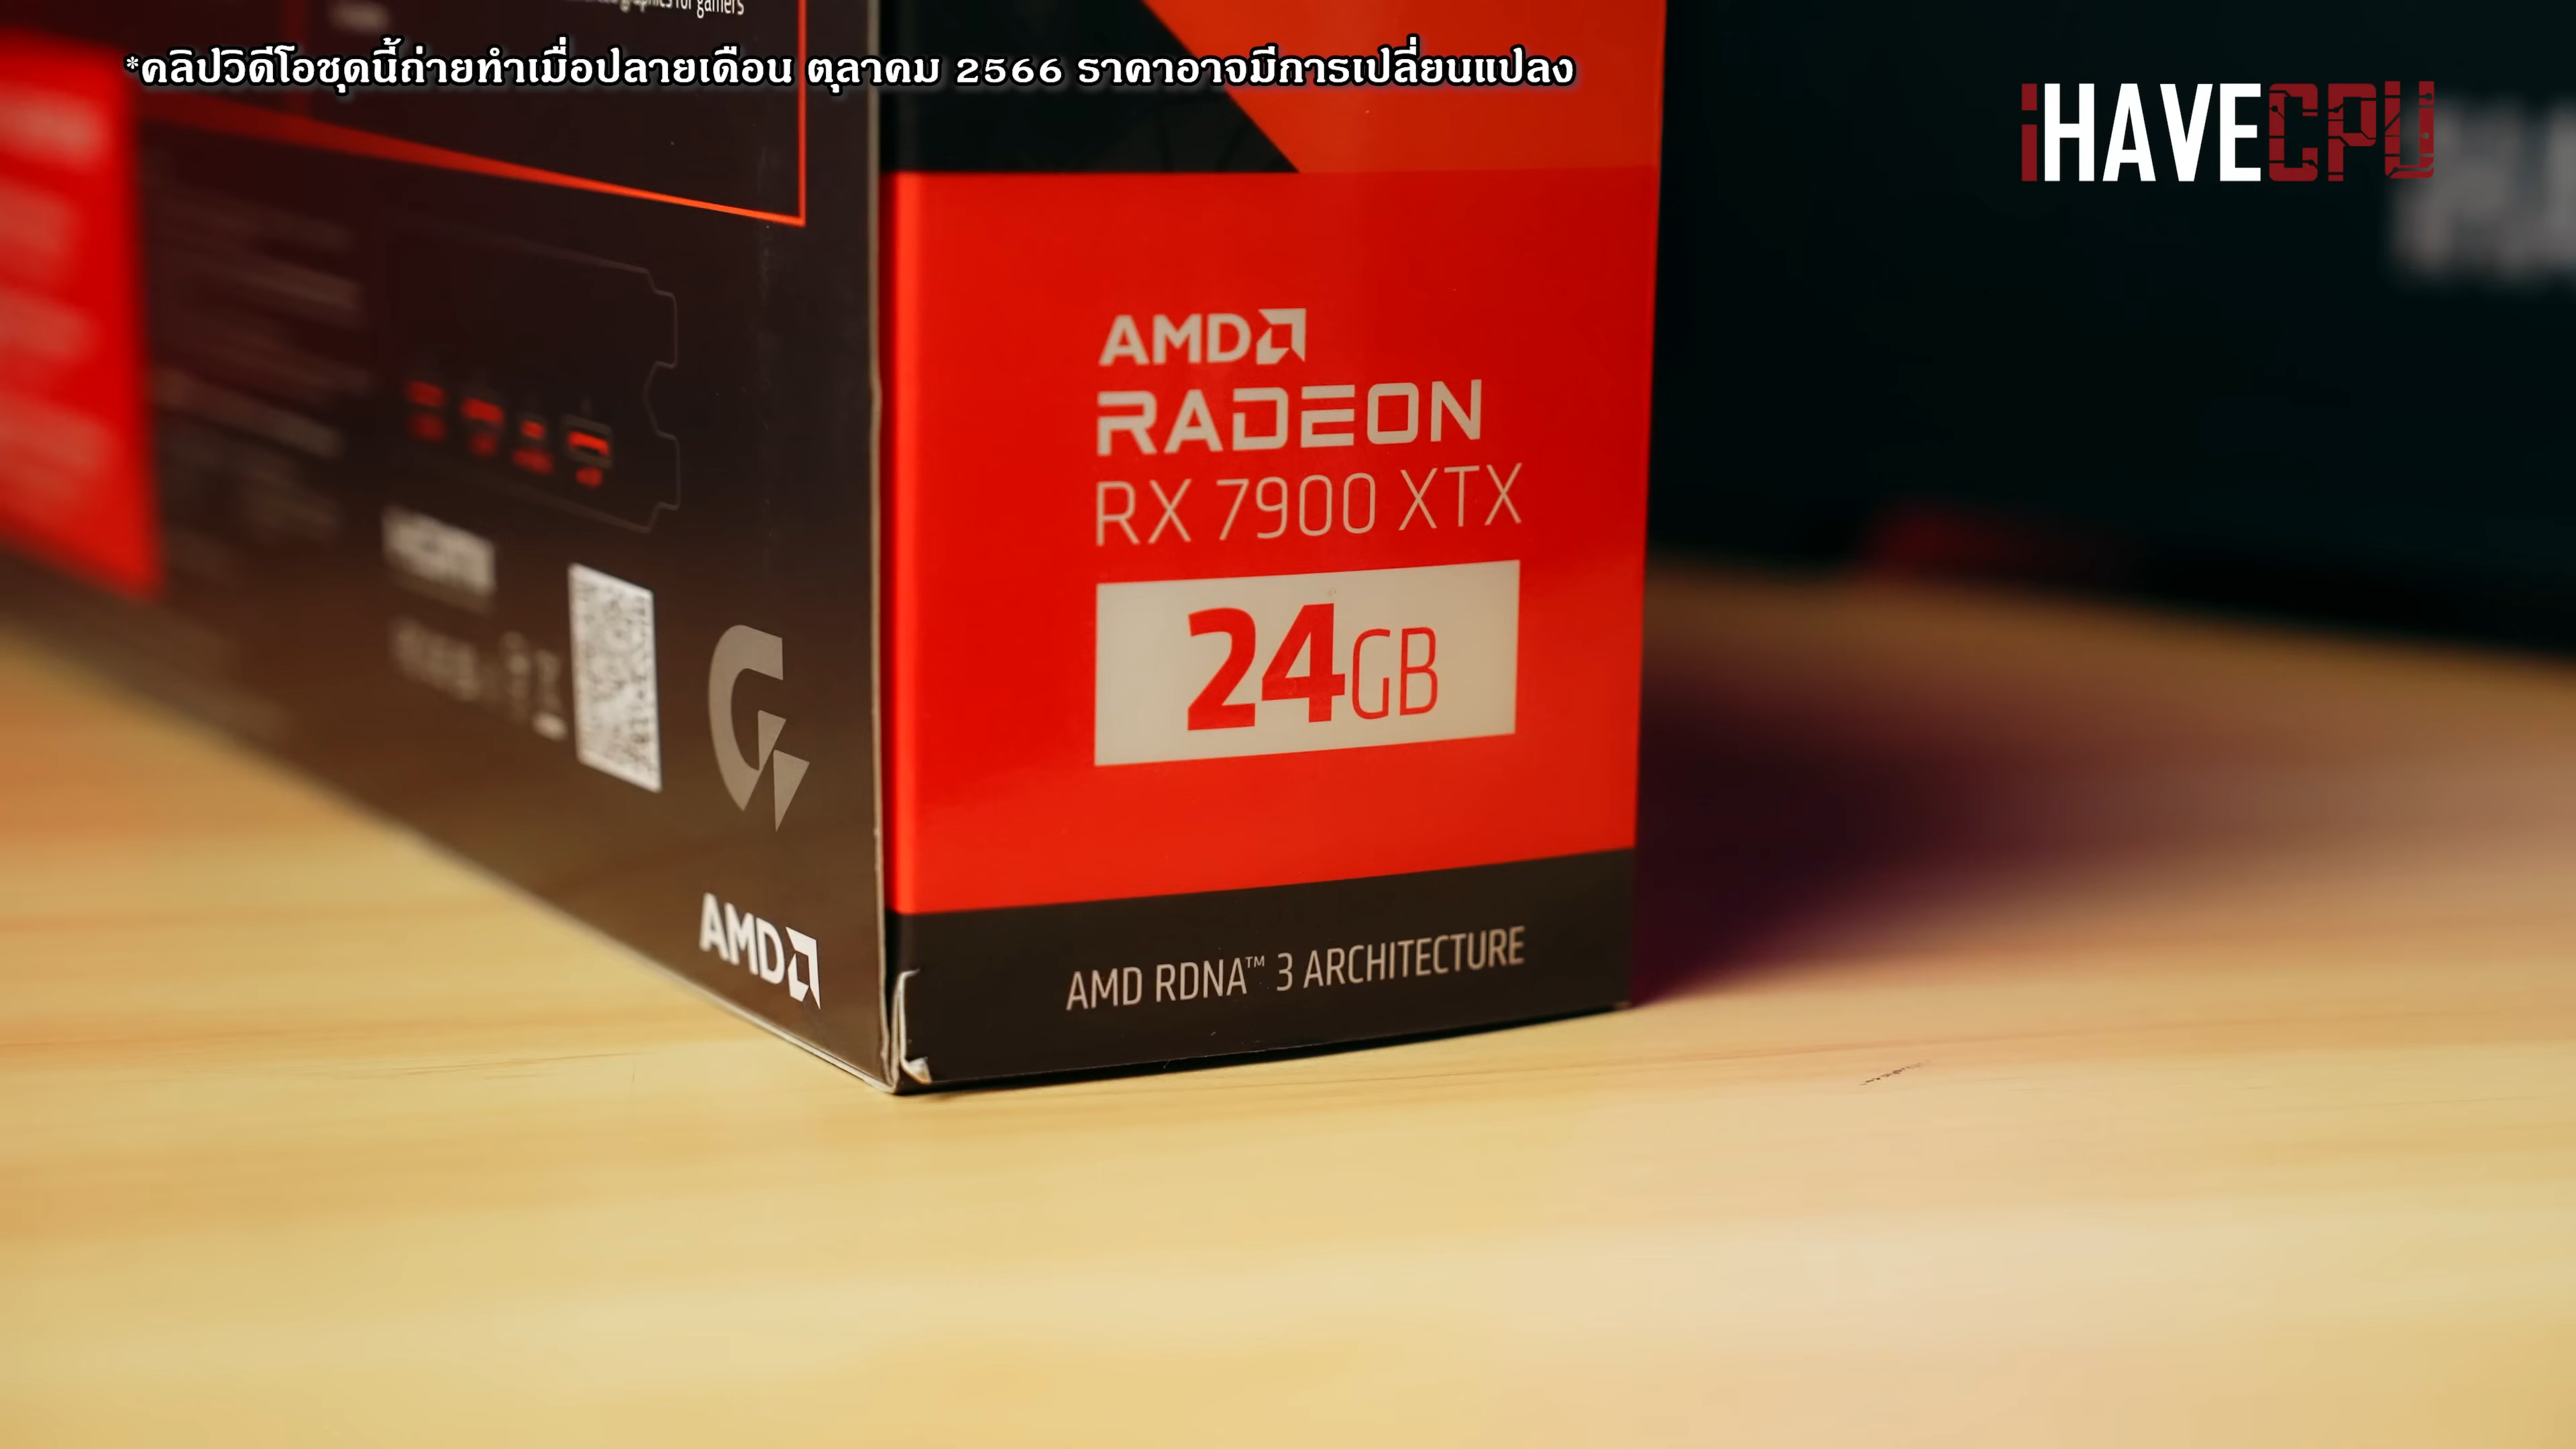 graphics for gamers
*คลิปวิดีโอชุดนี้ถ่ายทำเมื่อปลายเดือน ตุลาคม 2566 ราคาอาจมีการเปลี่ยนแปลง
iHAVECPU
AMD
RADEON
RX 7900 XTX
24GB
AMD
AMD RDNA™ 3 ARCHITECTURE